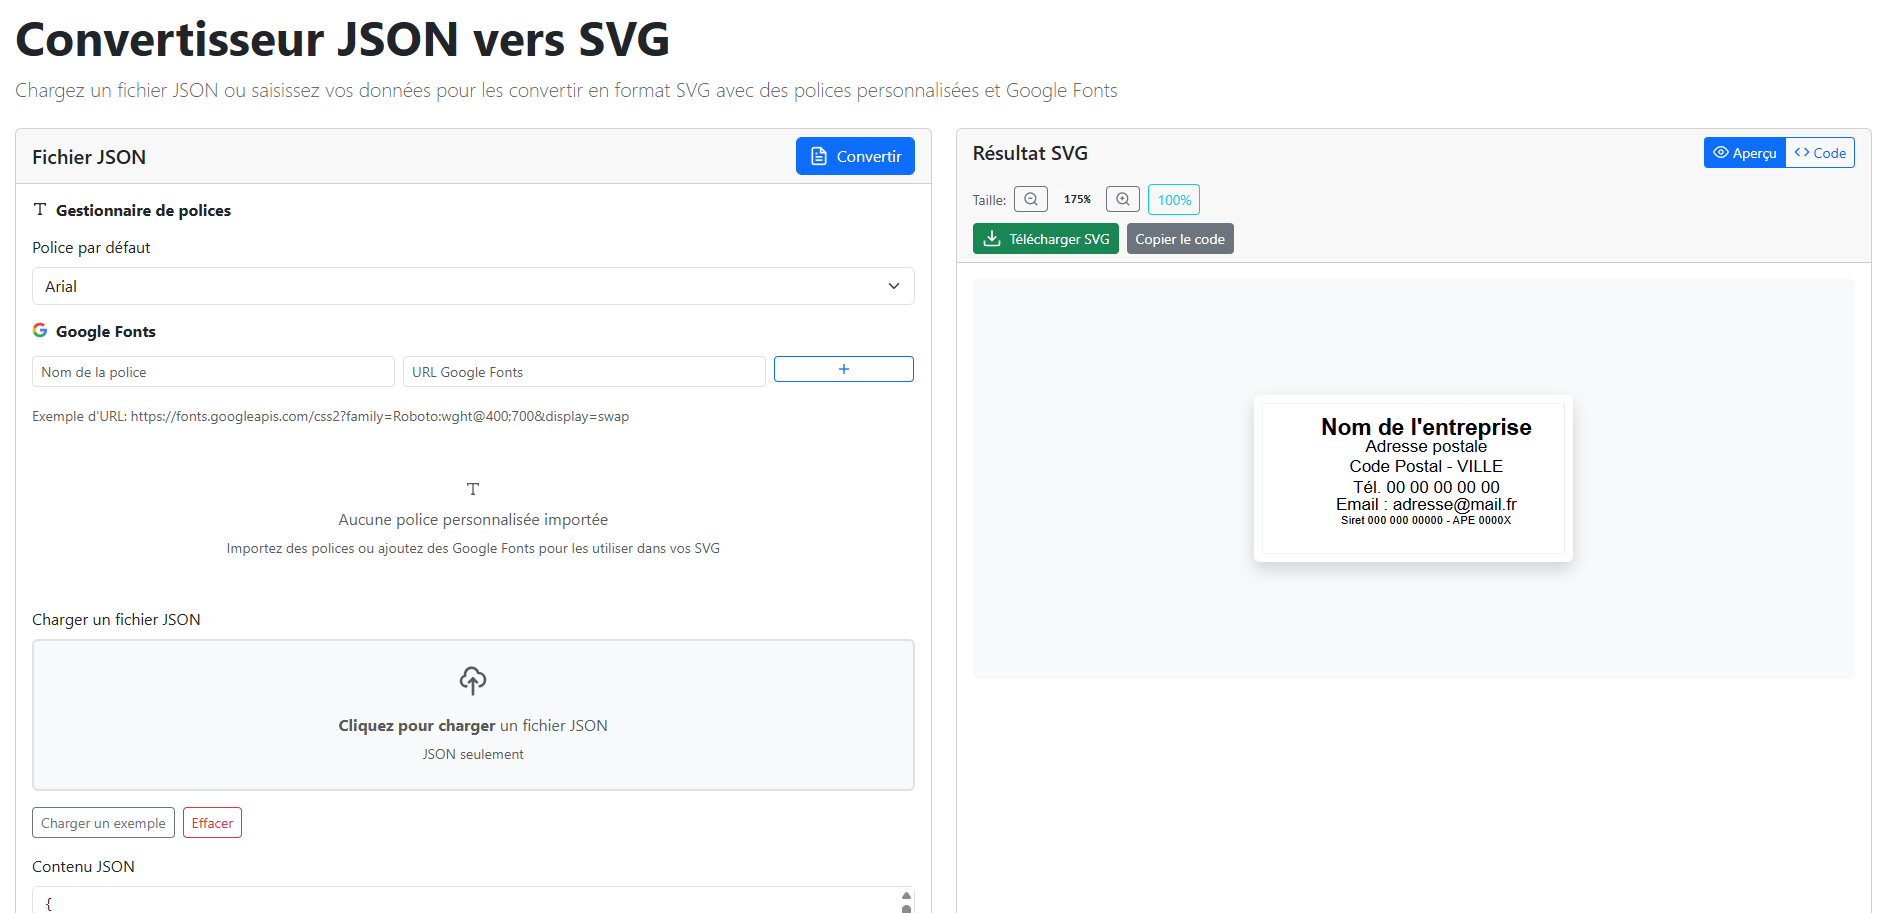 Convertisseur JSON vers SVG
Chargez un fichier JSON ou saisissez vos données pour les convertir en format SVG avec des polices personnalisées et Google Fonts
Fichier JSON
Convertir
Gestionnaire de polices
Police par défaut
Arial
Google Fonts
Nom de la police
URL Google Fonts
+
Exemple d'URL: https://fonts.googleapis.com/css2?family=Roboto:wght@400;700&display=swap
Aucune police personnalisée importée
Importez des polices ou ajoutez des Google Fonts pour les utiliser dans vos SVG
Charger un fichier JSON
Cliquez pour charger un fichier JSON
JSON seulement
Charger un exemple
Effacer
Contenu JSON
{
Résultat SVG
Aperçu
Code
Taille:
175%
100%
Télécharger SVG
Copier le code
Nom de l'entreprise
Adresse postale
Code Postal - VILLE
Tél. 00 00 00 00 00
Email : adresse@mail.fr
Siret 000 000 00000 - APE 0000X